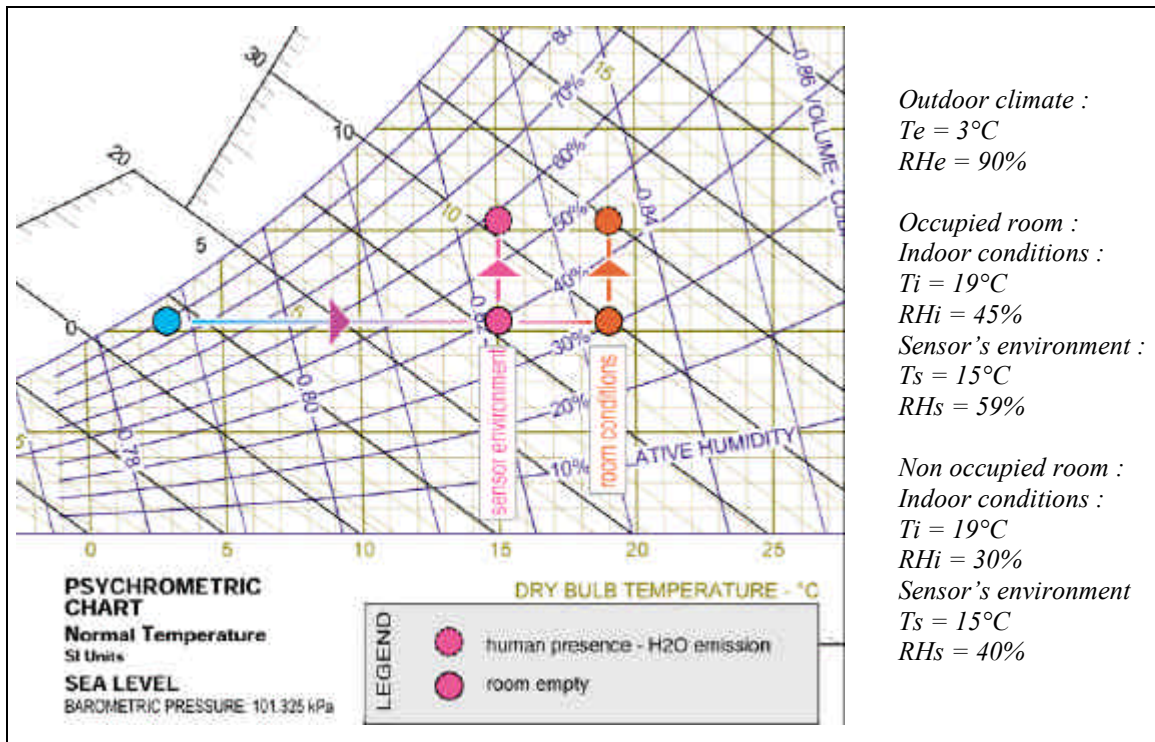 80
30
70%
15
0.86 VOLUME - CU
20
10
60%
10
50%
0.84
5
40%
5
0
30%
0.80
20%
0.78
10%
LATIVE HUMIDITY
5
sensor environment
room conditions
0
5
10
15
20
25
PSYCHROMETRIC
CHART
Normal Temperature
SI Units
SEA LEVEL
BAROMETRIC PRESSURE: 101.325 kPa
DRY BULB TEMPERATURE - °C
LEGEND
human presence - H2O emission
room empty
Outdoor climate :
Te = 3°C
RHe = 90%
Occupied room :
Indoor conditions :
Ti = 19°C
RHi = 45%
Sensor's environment :
Ts = 15°C
RHs = 59%
Non occupied room :
Indoor conditions :
Ti = 19°C
RHi = 30%
Sensor's environment
Ts = 15°C
RHs = 40%